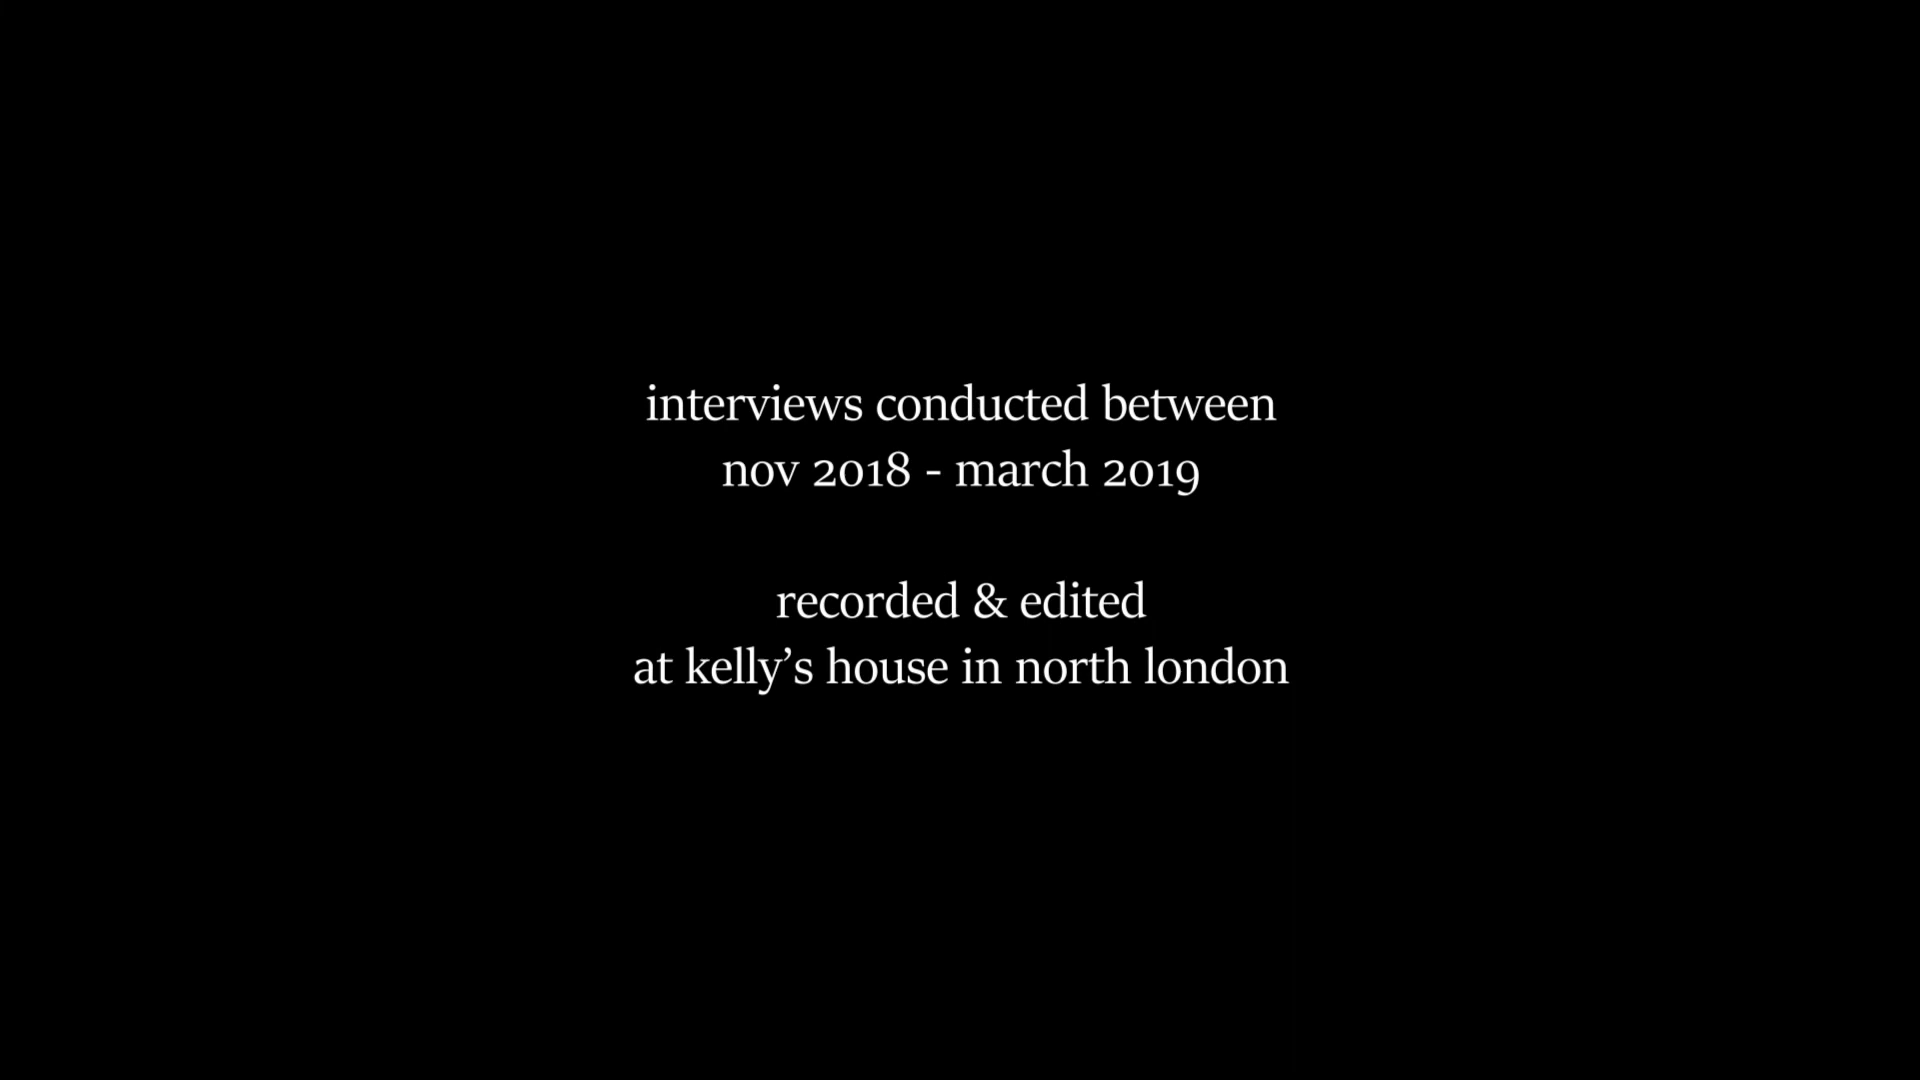 interviews conducted between
nov 2018 - march 2019
recorded & edited
at kelly’s house in north london